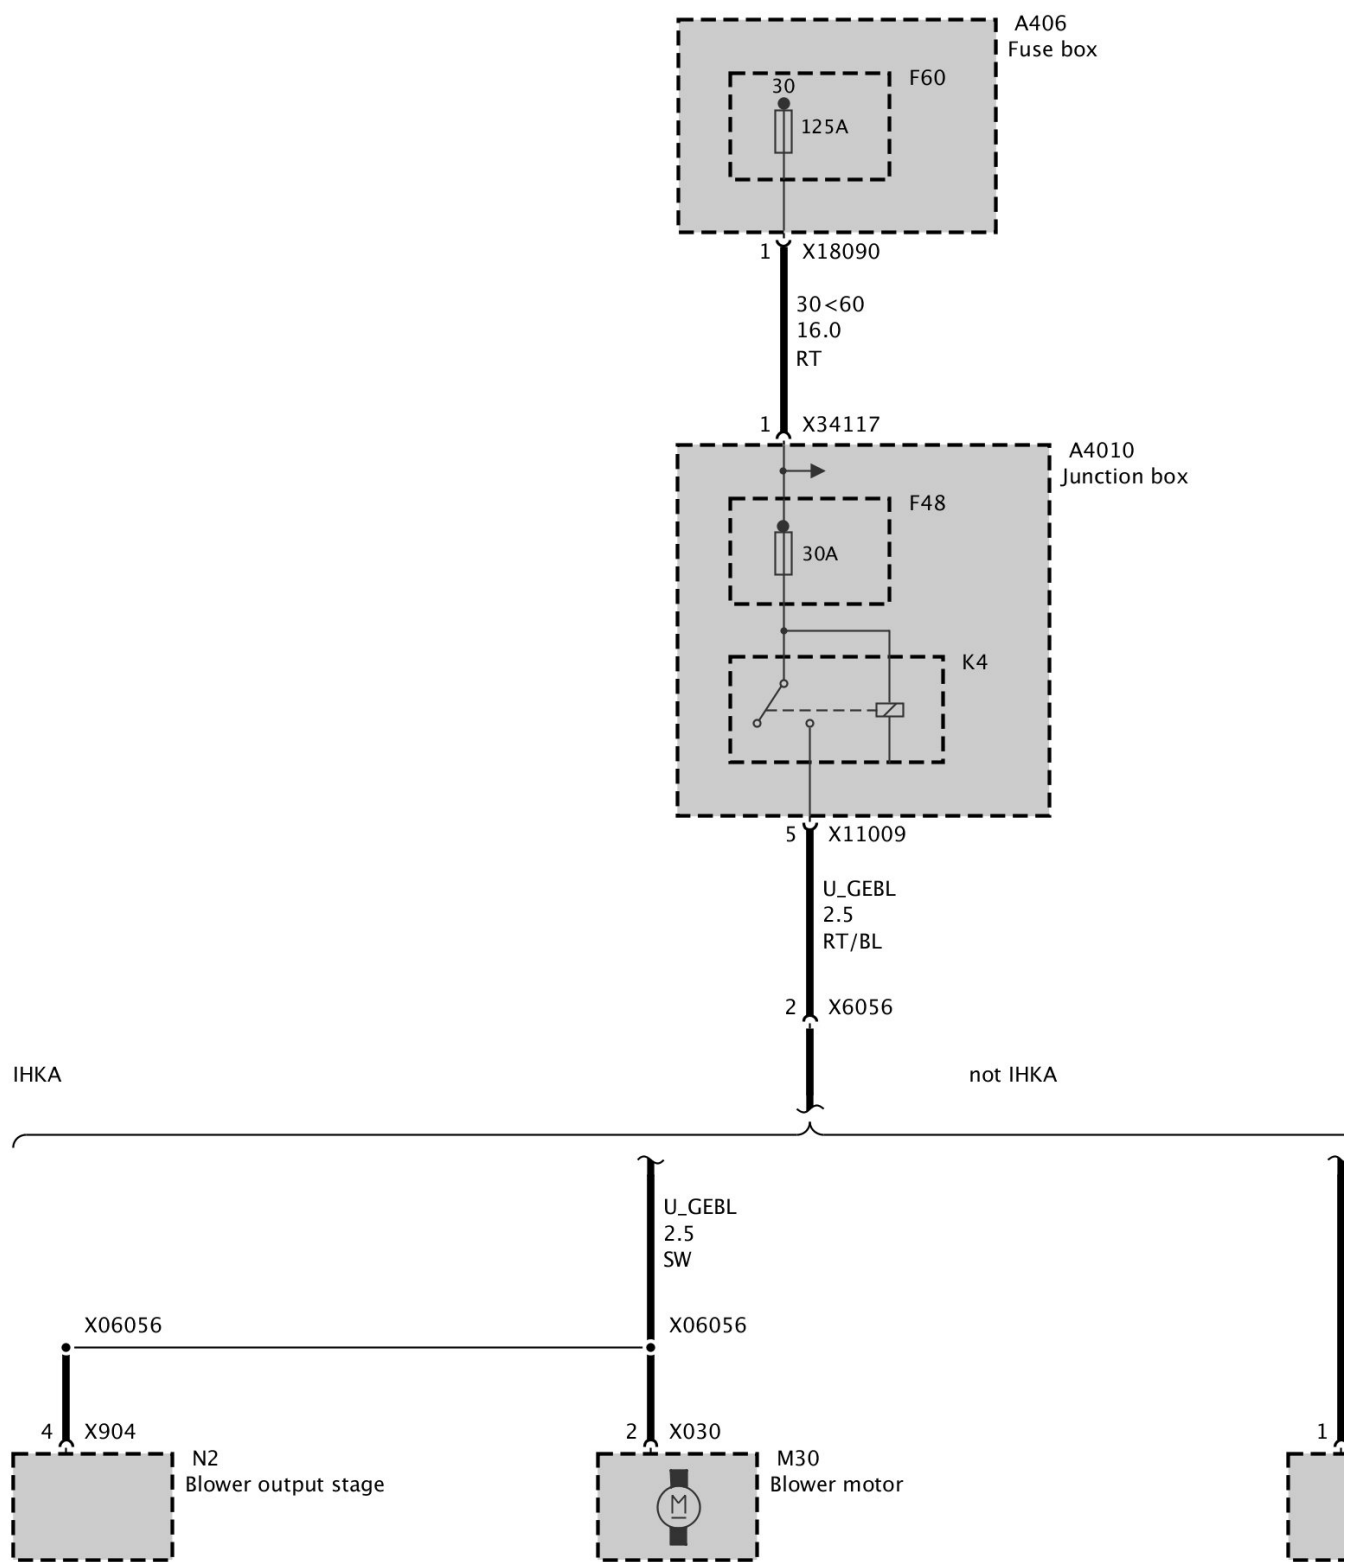 A406
Fuse box
F60
30
125A
1 X18090
30<60
16.0
RT
1 X34117
A4010
Junction box
F48
30A
K4
5 X11009
U_GEBL
2.5
RT/BL
2 X6056
IHKA
not IHKA
U_GEBL
2.5
SW
X06056
X06056
4 X904
2 X030
1
N2
Blower output stage
M30
Blower motor
M